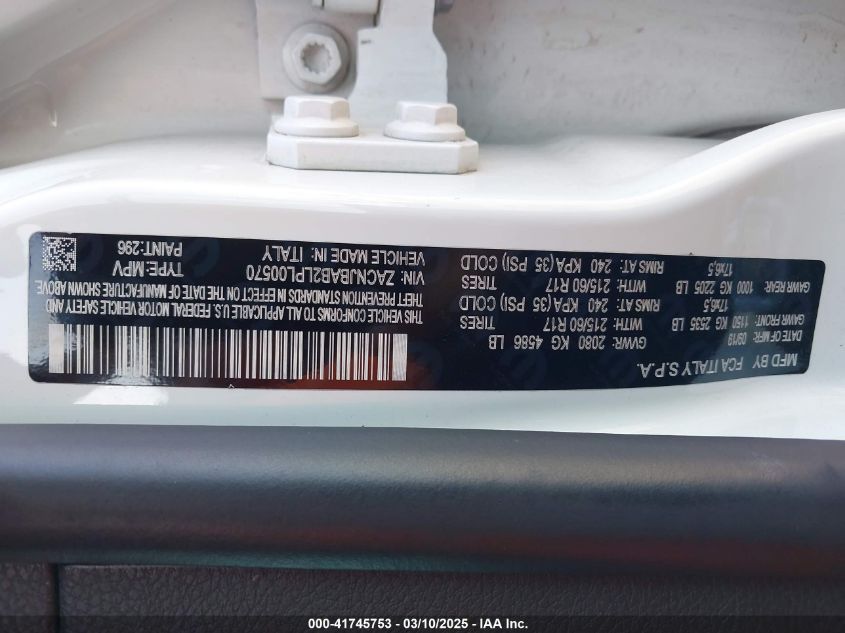 MFD BY FCA ITALY S.P.A.
DATE OF MFR: 09/19 GVWR: 2080 KG 4586 LB
GAWR FRONT: 1150 KG 2535 LB WITH: 215/60 R17 TIRES
17x6,5 RIMS AT: 240 KPA(35 PSI) COLD
GAWR REAR: 1000 KG 2205 LB WITH: 215/60 R17 TIRES
17x6,5 RIMS AT: 240 KPA(35 PSI) COLD
THIS VEHICLE CONFORMS TO ALL APPLICABLE U.S. FEDERAL MOTOR VEHICLE SAFETY AND
THEFT PREVENTION STANDARDS IN EFFECT ON THE DATE OF MANUFACTURE SHOWN ABOVE
VIN: ZACNJBAB2LPL00570 TYPE: MPV
VEHICLE MADE IN: ITALY PAINT: 296
000-41745753 - 03/10/2025 - IAA Inc.